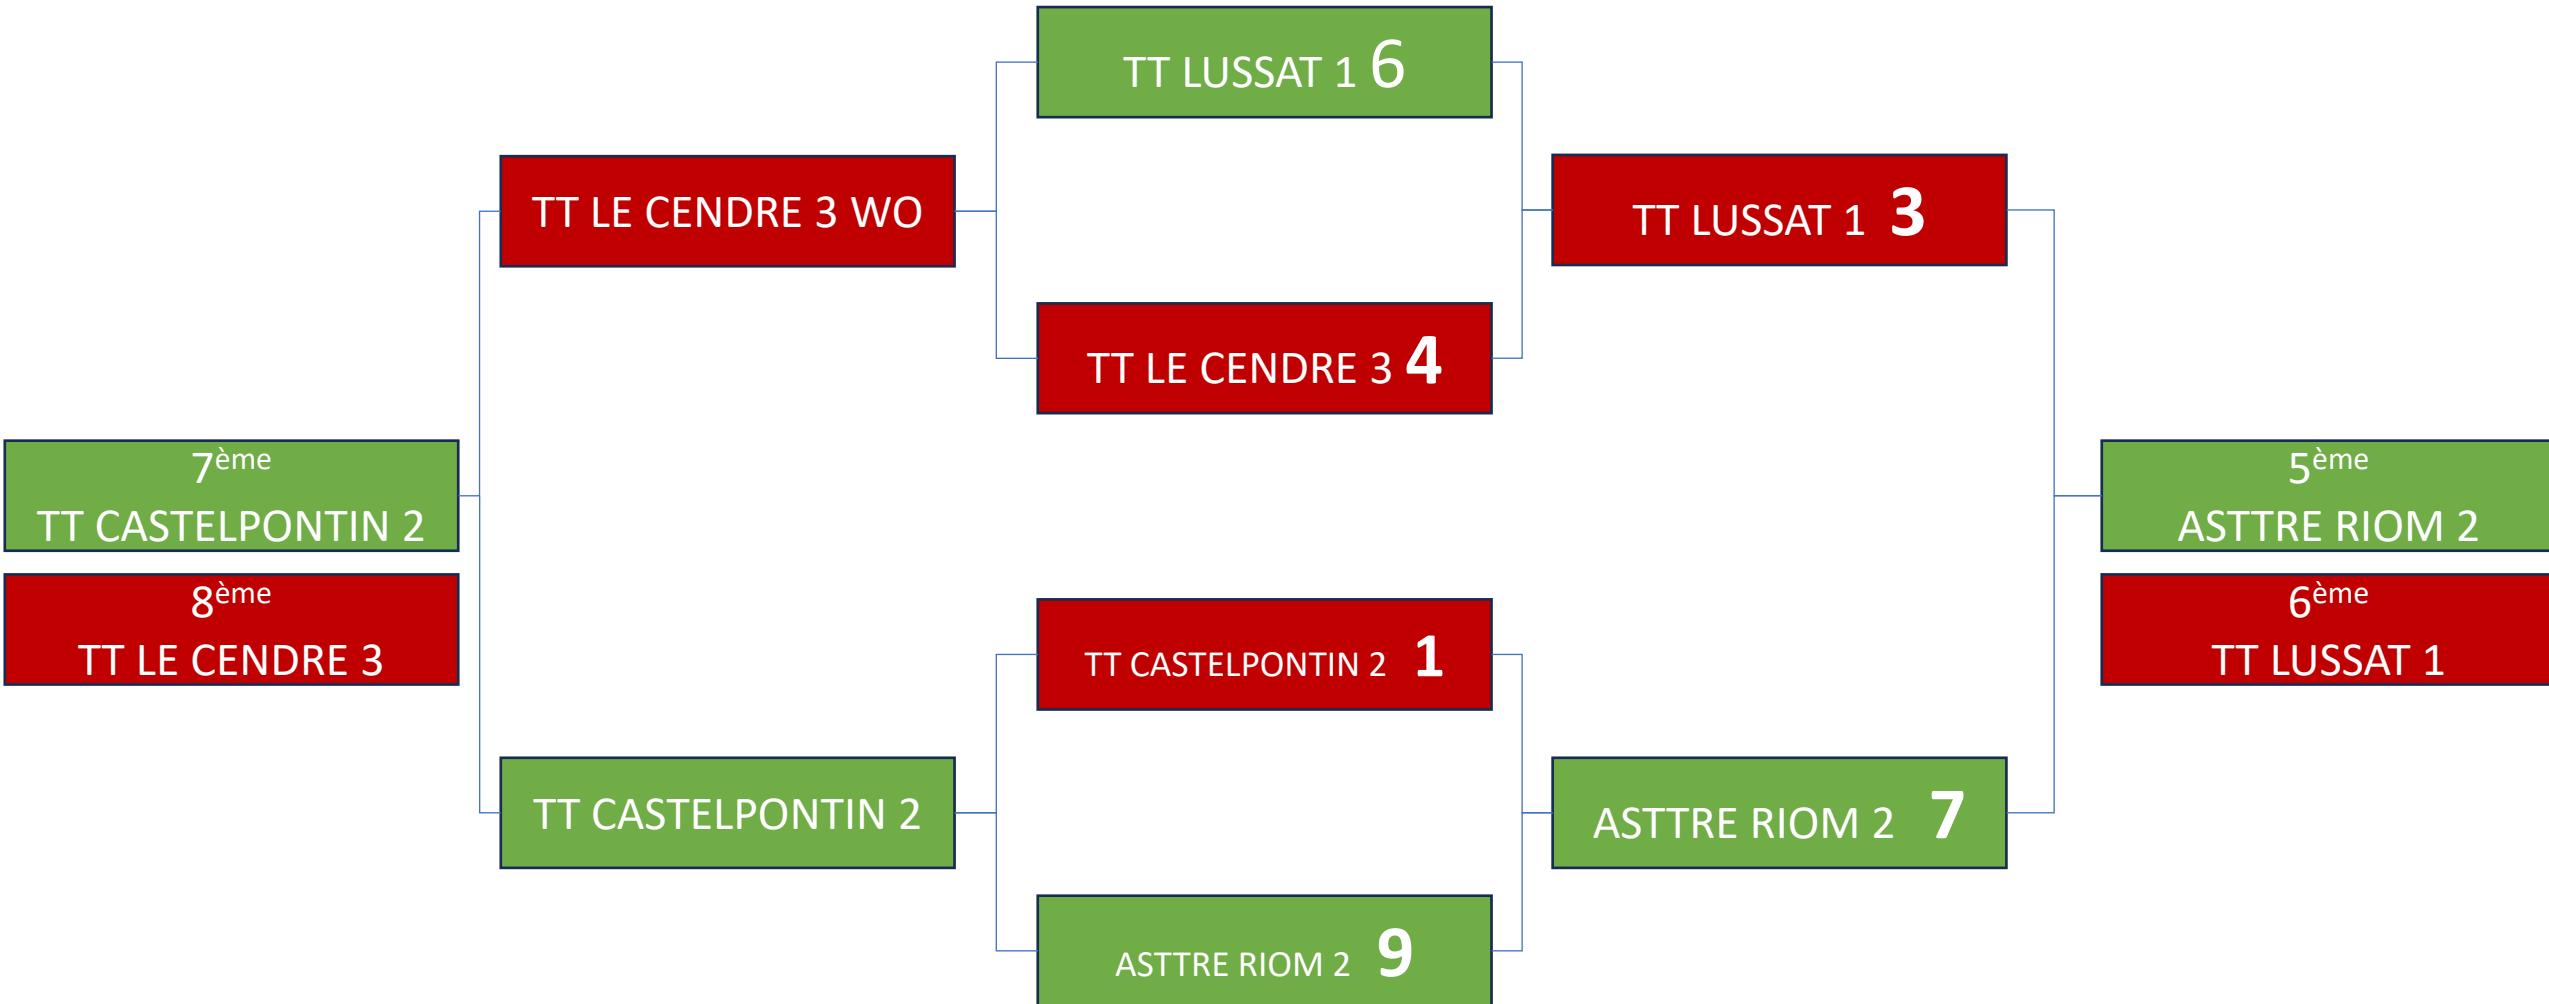 TT LUSSAT 1 6
TT LE CENDRE 3 WO
TT LUSSAT 1 3
TT LE CENDRE 3 4
7ème
TT CASTELPONTIN 2
8ème
TT LE CENDRE 3
5ème
ASTTRE RIOM 2
6ème
TT LUSSAT 1
TT CASTELPONTIN 2 1
TT CASTELPONTIN 2
ASTTRE RIOM 2 7
ASTTRE RIOM 2 9